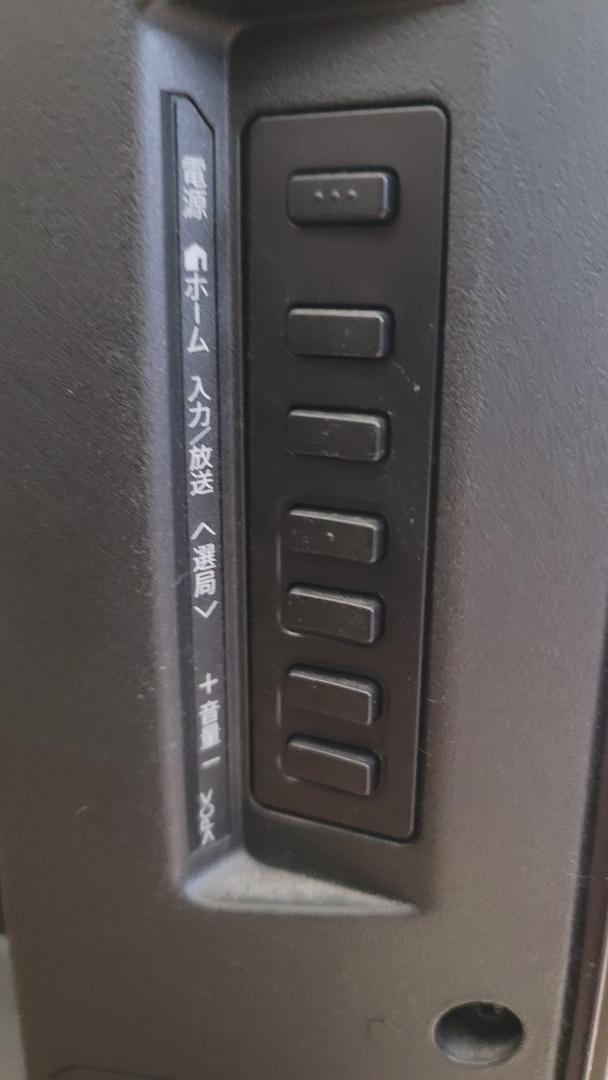 電源
ホーム
入力/放送
∧選局∨
＋音量－